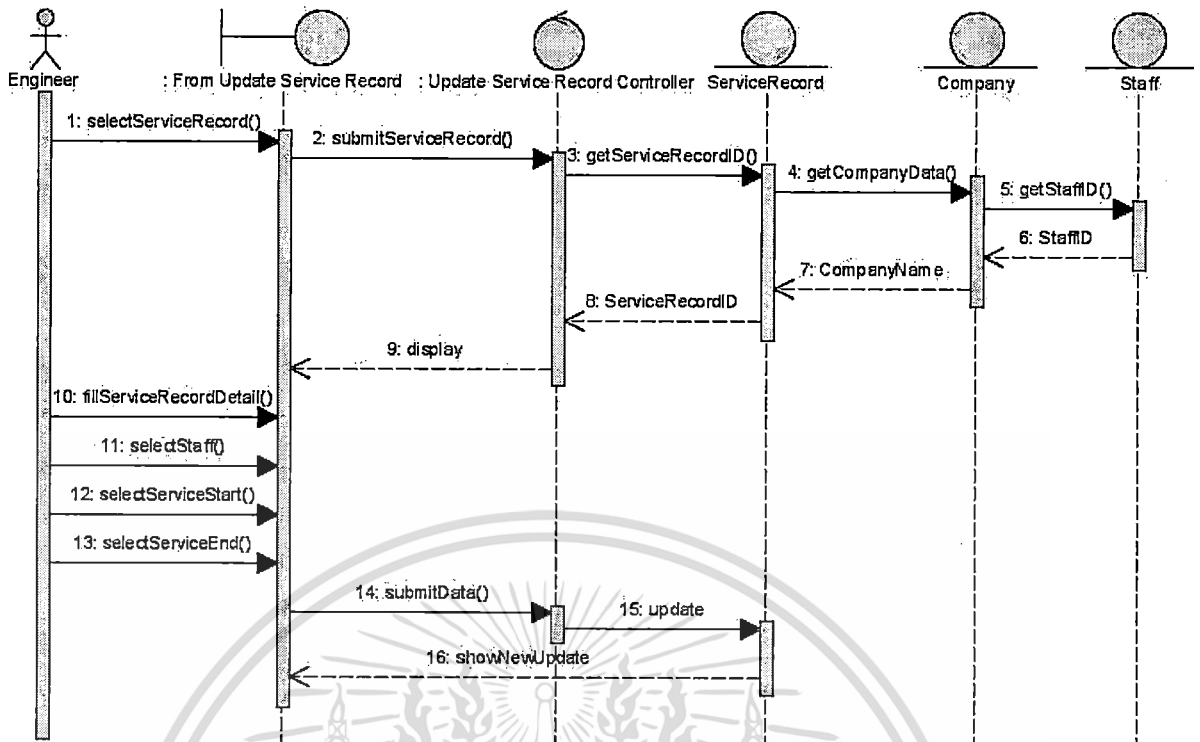 Engineer
: From Update Service Record
: Update Service Record Controller
ServiceRecord
Company
Staff
1: selectServiceRecord()
2: submitServiceRecord()
3: getServiceRecordID()
4: getCompanyData()
5: getStaffID()
6: StaffID
7: CompanyName
8: ServiceRecordID
9: display
10: fillServiceRecordDetail()
11: selectStaff()
12: selectServiceStart()
13: selectServiceEnd()
14: submitData()
15: update
16: showNewUpdate